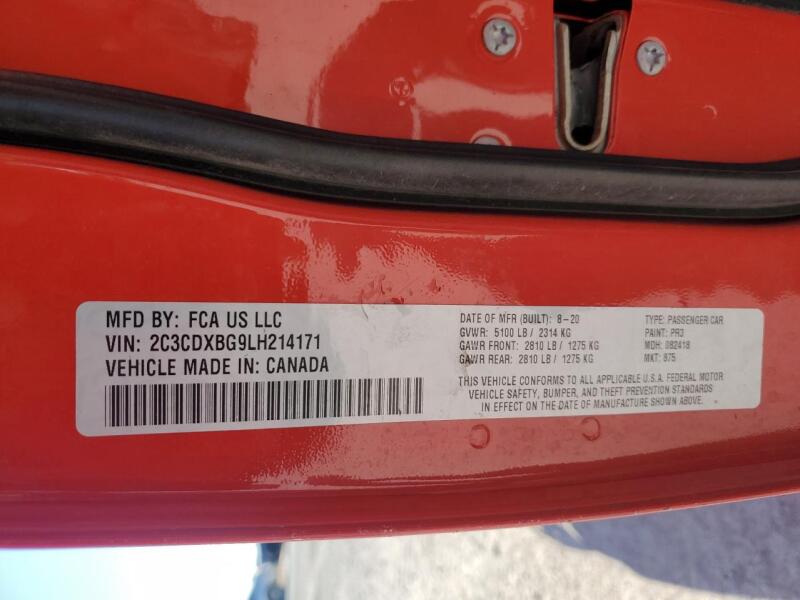 MFD BY: FCA US LLC
VIN: 2C3CDXBG9LH214171
VEHICLE MADE IN: CANADA
DATE OF MFR (BUILT): 8-20
GVWR: 5100 LB / 2314 KG
GAWR FRONT: 2810 LB / 1275 KG
GAWR REAR: 2810 LB / 1275 KG
TYPE: PASSENGER CAR
PAINT: PR3
MDH: 082418
MKT: 875
THIS VEHICLE CONFORMS TO ALL APPLICABLE U.S.A. FEDERAL MOTOR
VEHICLE SAFETY, BUMPER, AND THEFT PREVENTION STANDARDS
IN EFFECT ON THE DATE OF MANUFACTURE SHOWN ABOVE.